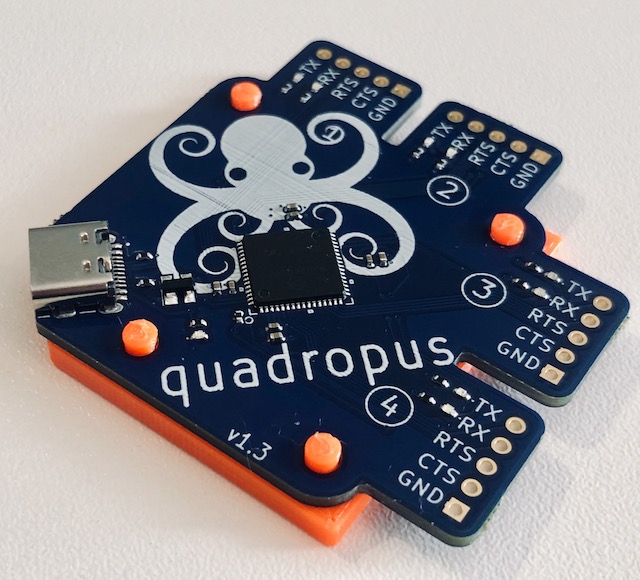 TX
RX
RTS
CTS
GND
1
TX
RX
RTS
CTS
GND
2
3
TX
RX
RTS
CTS
GND
quadropus
4
TX
RX
RTS
CTS
GND
v1.3